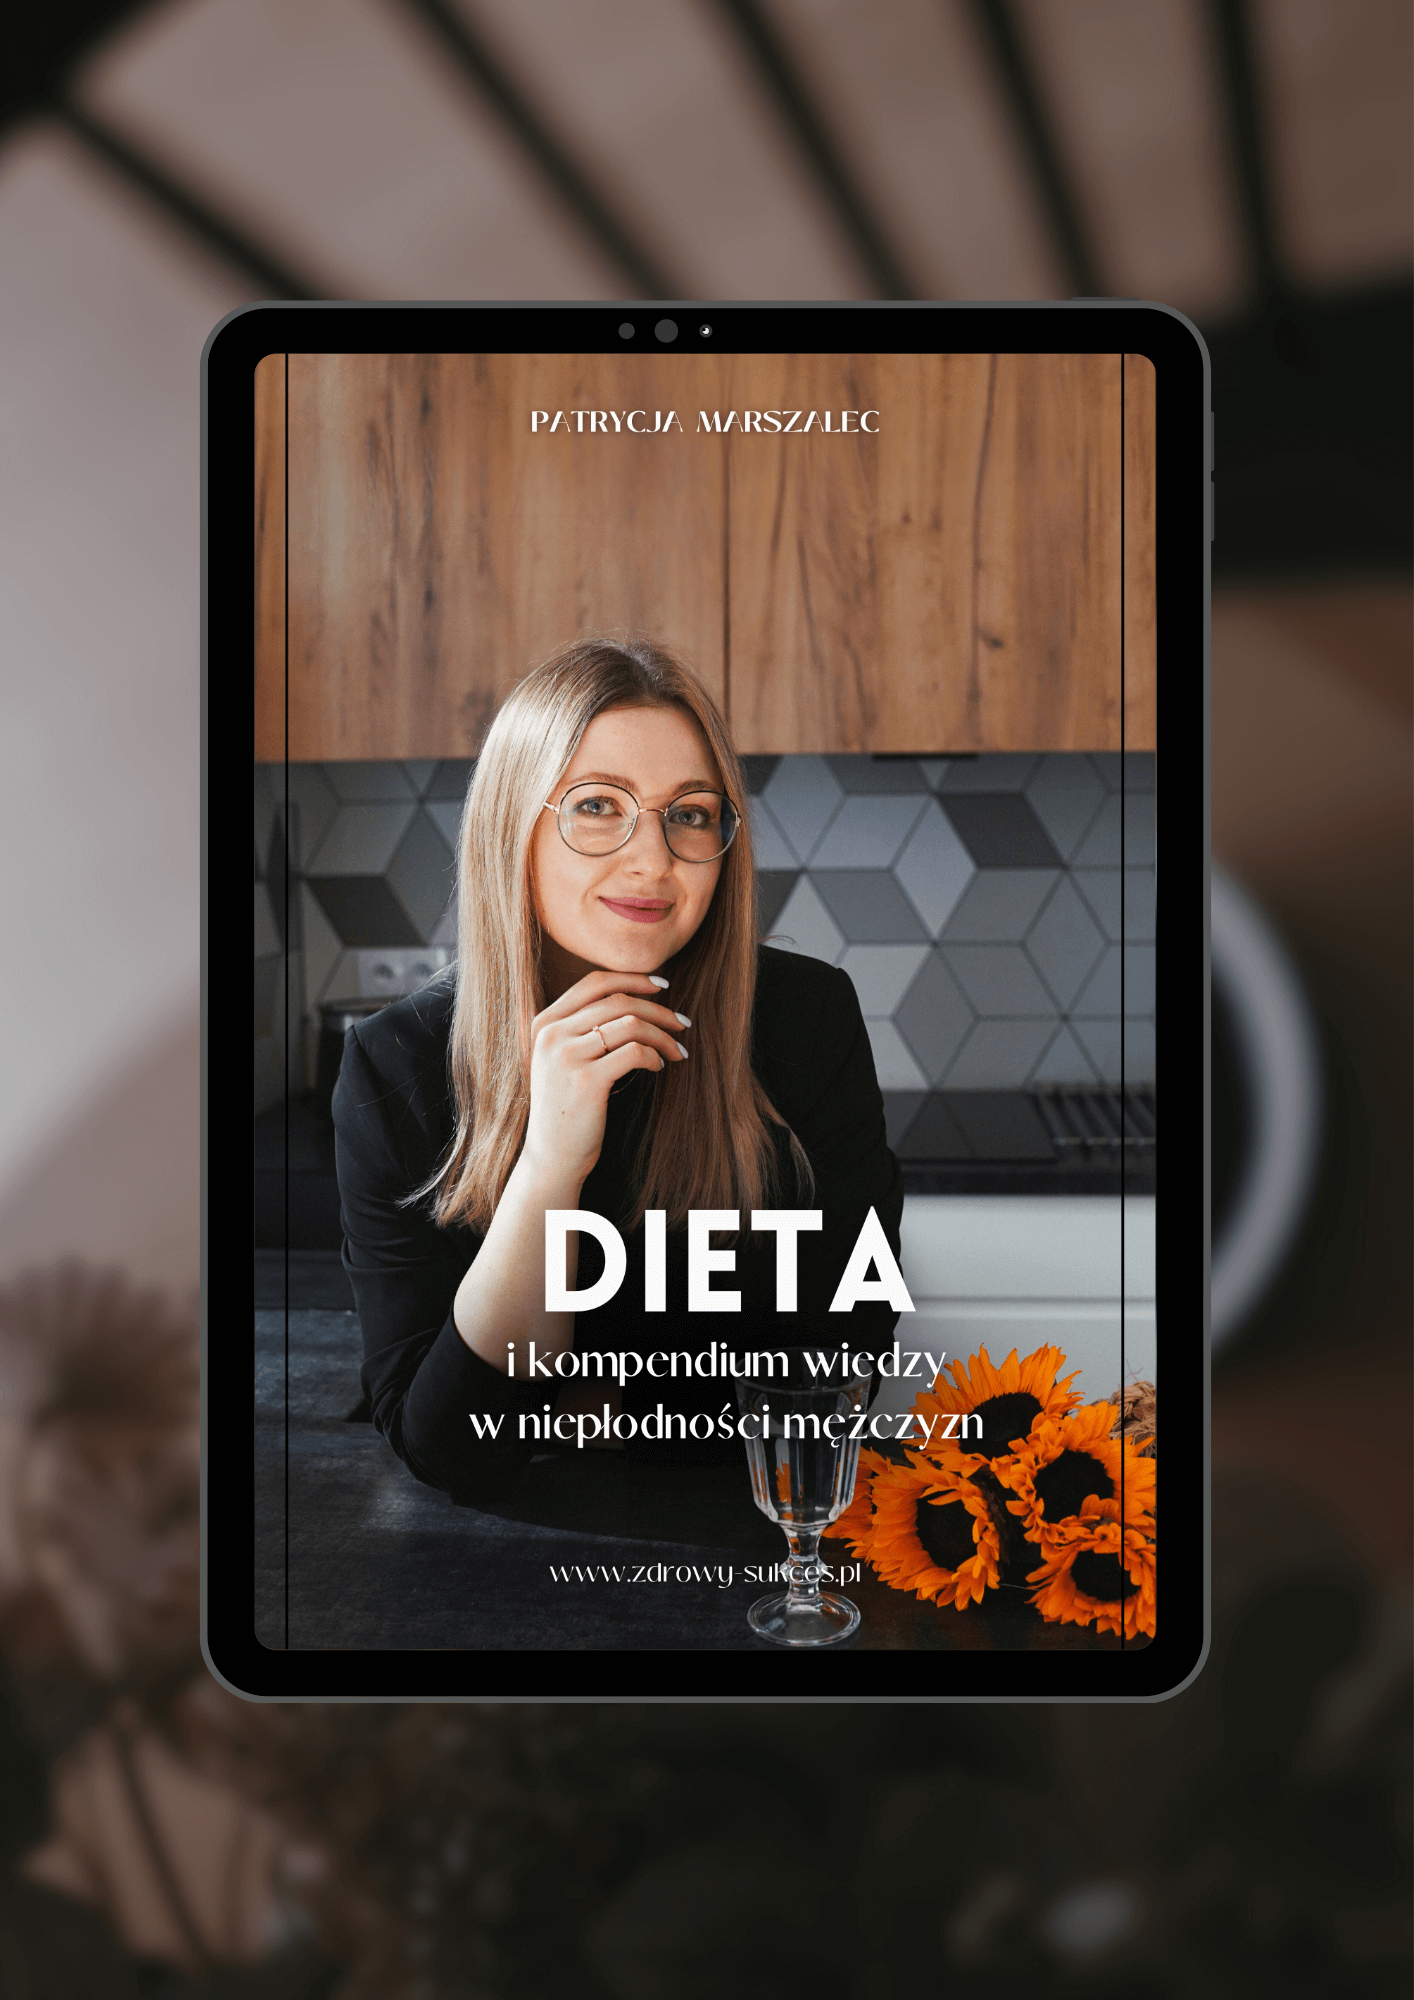 PATRYCJA MARSZALEC
DIETA
i kompendium wiedzy
w niepłodności mężczyzn
www.zdrowy-sukces.pl